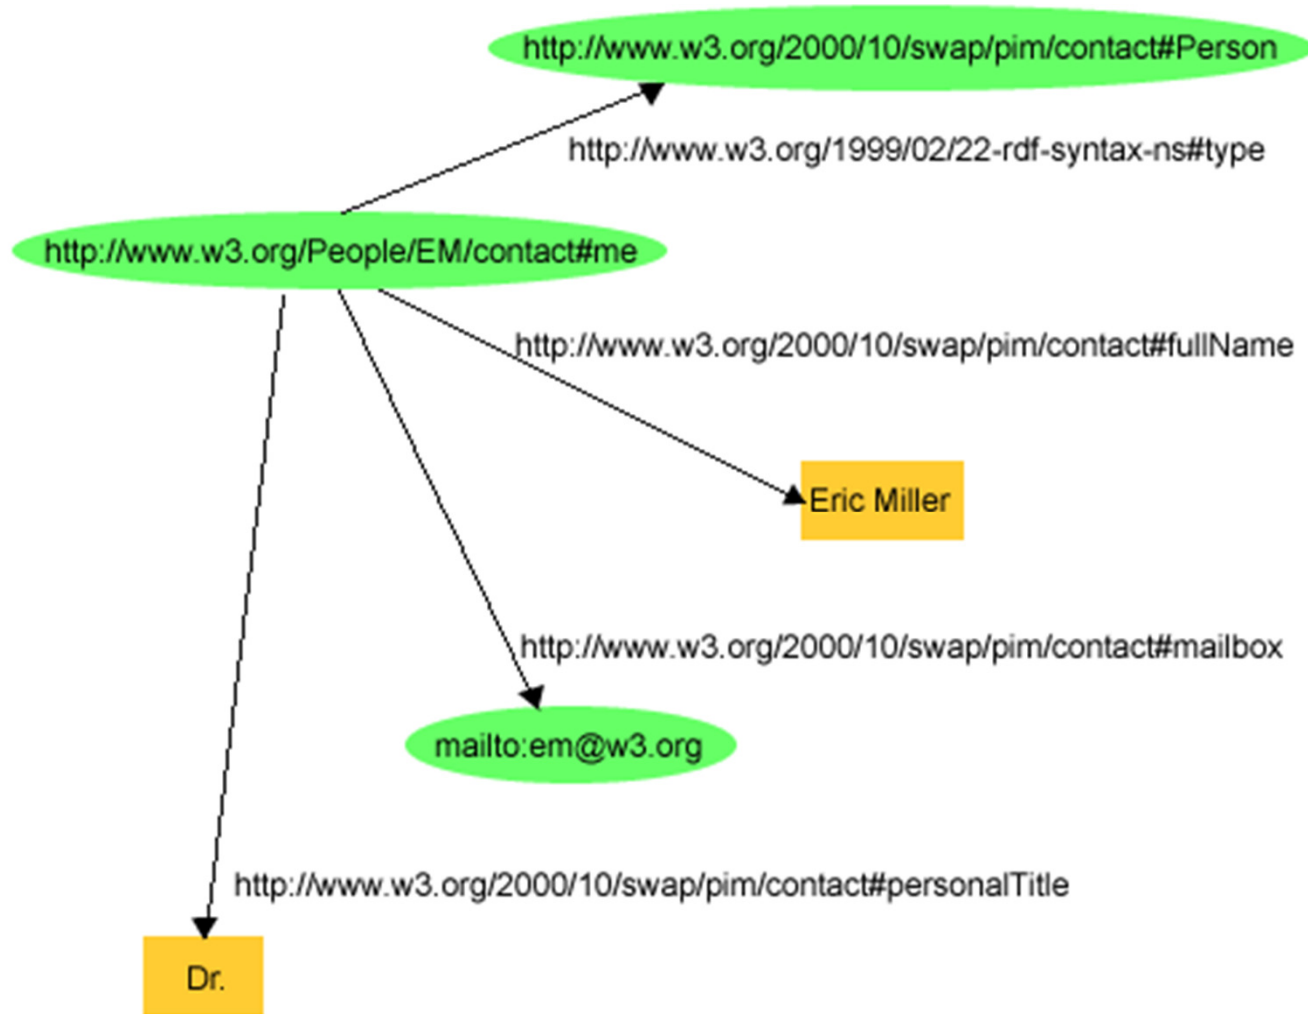 http://www.w3.org/2000/10/swap/pim/contact#Person
http://www.w3.org/1999/02/22-rdf-syntax-ns#type
http://www.w3.org/People/EM/contact#me
http://www.w3.org/2000/10/swap/pim/contact#fullName
Eric Miller
http://www.w3.org/2000/10/swap/pim/contact#mailbox
mailto:em@w3.org
http://www.w3.org/2000/10/swap/pim/contact#personalTitle
Dr.